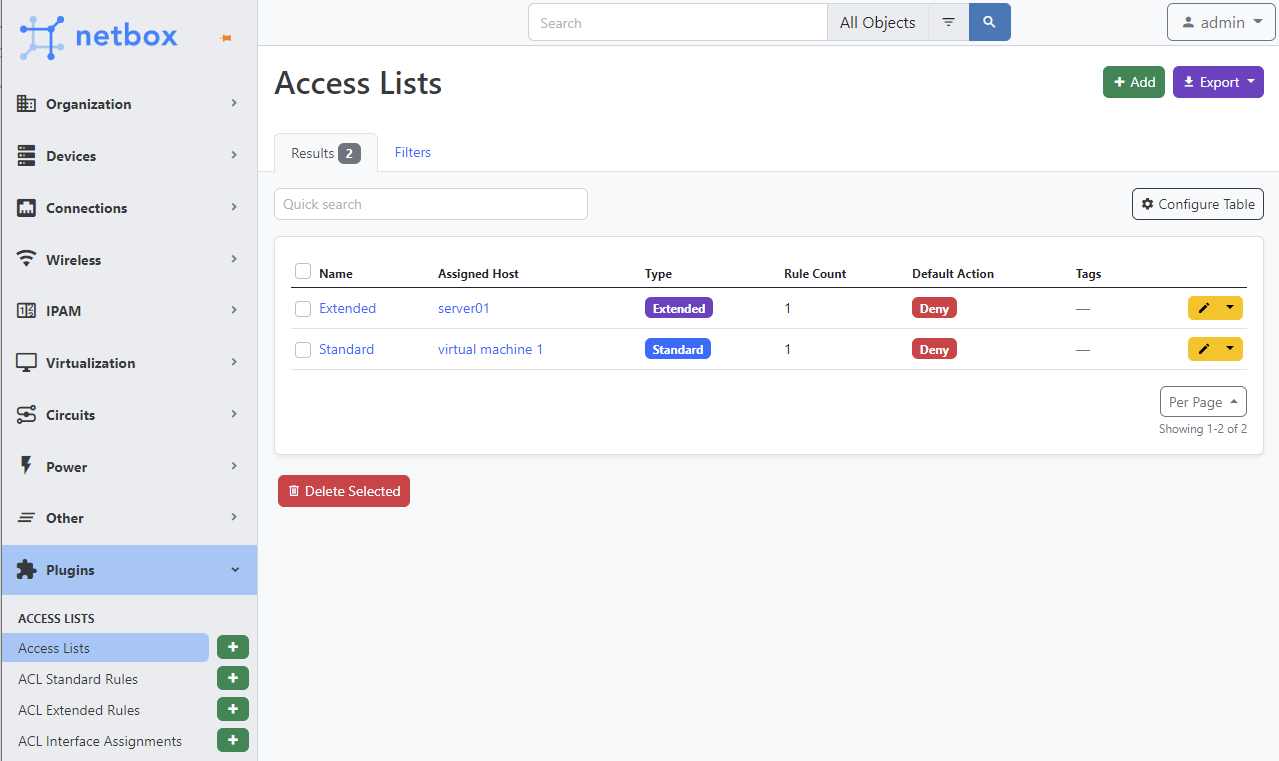 netbox
Search
All Objects
admin
Organization
Devices
Connections
Wireless
IPAM
Virtualization
Circuits
Power
Other
Plugins
ACCESS LISTS
Access Lists
ACL Standard Rules
ACL Extended Rules
ACL Interface Assignments
Access Lists
+ Add
Export
Results 2
Filters
Quick search
Configure Table
Name Assigned Host Type Rule Count Default Action Tags
Extended server01 Extended 1 Deny —
Standard virtual machine 1 Standard 1 Deny —
Per Page
Showing 1-2 of 2
Delete Selected